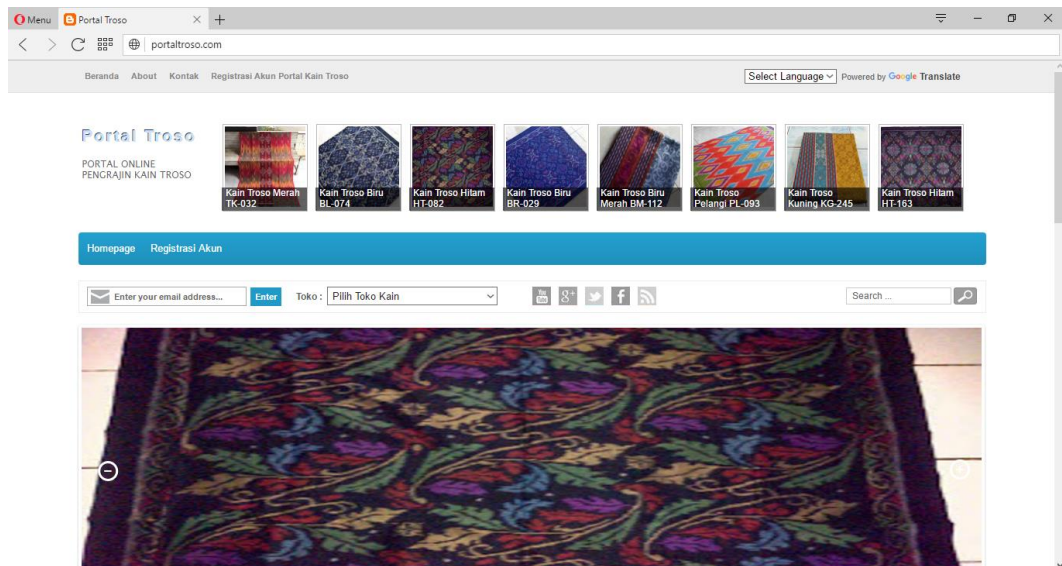 Menu
Portal Troso
portaltroso.com
Beranda About Kontak Registrasi Akun Portal Kain Troso
Select Language Powered by Google Translate
Portal Troso
PORTAL ONLINE
PENGRAJIN KAIN TROSO
Kain Troso Merah
TK-032
Kain Troso Biru
BL-074
Kain Troso Hitam
HT-082
Kain Troso Biru
BR-029
Kain Troso Biru
Merah BM-112
Kain Troso
Pelangi PL-093
Kain Troso
Kuning KG-245
Kain Troso Hitam
HT-163
Homepage Registrasi Akun
Enter your email address... Enter Toko : Pilih Toko Kain You Tube g+ f Search ...